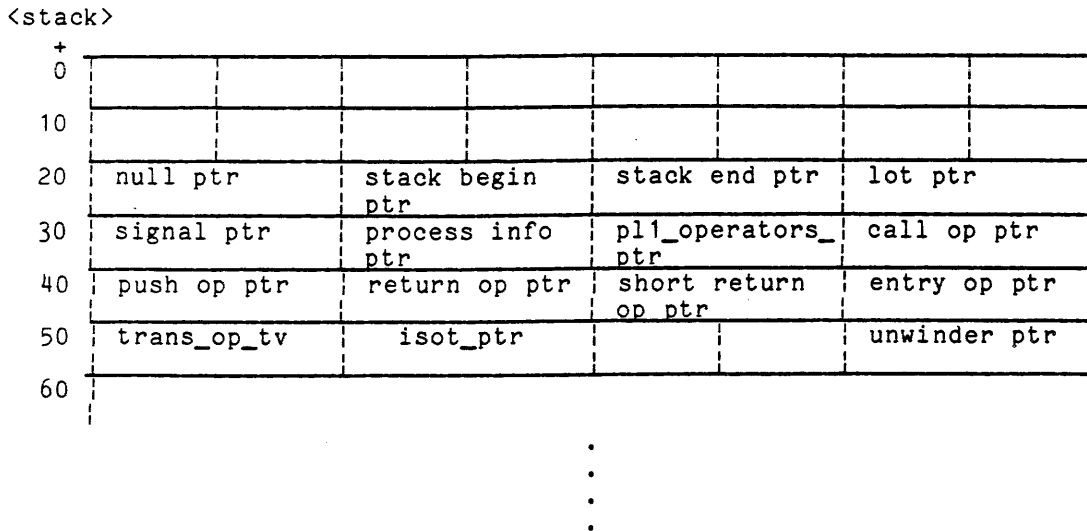 <stack>
+
0
10
20 null ptr stack begin ptr stack end ptr lot ptr
30 signal ptr process info ptr pl1_operators_ptr call op ptr
40 push op ptr return op ptr short return op ptr entry op ptr
50 trans_op_tv isot_ptr unwinder ptr
60